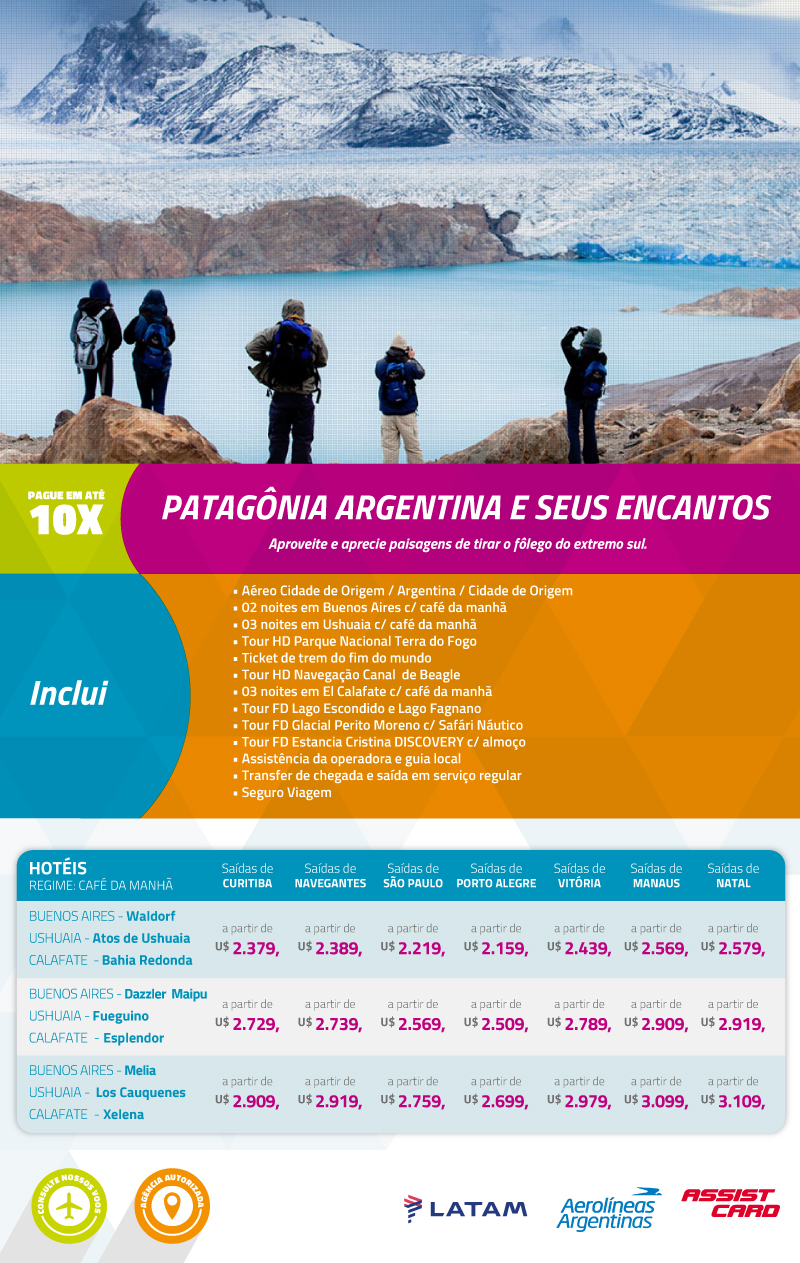 PAGUE EM ATÉ
10X
PATAGÔNIA ARGENTINA E SEUS ENCANTOS
Aproveite e aprecie paisagens de tirar o fôlego do extremo sul.
Inclui
• Aéreo Cidade de Origem / Argentina / Cidade de Origem
• 02 noites em Buenos Aires c/ café da manhã
• 03 noites em Ushuaia c/ café da manhã
• Tour HD Parque Nacional Terra do Fogo
• Ticket de trem do fim do mundo
• Tour HD Navegação Canal de Beagle
• 03 noites em El Calafate c/ café da manhã
• Tour FD Lago Escondido e Lago Fagnano
• Tour FD Glacial Perito Moreno c/ Safári Náutico
• Tour FD Estancia Cristina DISCOVERY c/ almoço
• Assistência da operadora e guia local
• Transfer de chegada e saída em serviço regular
• Seguro Viagem
HOTÉIS
REGIME: CAFÉ DA MANHÃ
Saídas de CURITIBA
Saídas de NAVEGANTES
Saídas de SÃO PAULO
Saídas de PORTO ALEGRE
Saídas de VITÓRIA
Saídas de MANAUS
Saídas de NATAL
BUENOS AIRES - Waldorf
USHUAIA - Atos de Ushuaia
CALAFATE - Bahia Redonda
a partir de U$ 2.379,
a partir de U$ 2.389,
a partir de U$ 2.219,
a partir de U$ 2.159,
a partir de U$ 2.439,
a partir de U$ 2.569,
a partir de U$ 2.579,
BUENOS AIRES - Dazzler Maipu
USHUAIA - Fueguino
CALAFATE - Esplendor
a partir de U$ 2.729,
a partir de U$ 2.739,
a partir de U$ 2.569,
a partir de U$ 2.509,
a partir de U$ 2.789,
a partir de U$ 2.909,
a partir de U$ 2.919,
BUENOS AIRES - Melia
USHUAIA - Los Cauquenes
CALAFATE - Xelena
a partir de U$ 2.909,
a partir de U$ 2.919,
a partir de U$ 2.759,
a partir de U$ 2.699,
a partir de U$ 2.979,
a partir de U$ 3.099,
a partir de U$ 3.109,
CONSULTE NOSSOS VOOS
AGÊNCIA AUTORIZADA
LATAM
Aerolíneas
Argentinas
ASSIST
CARD